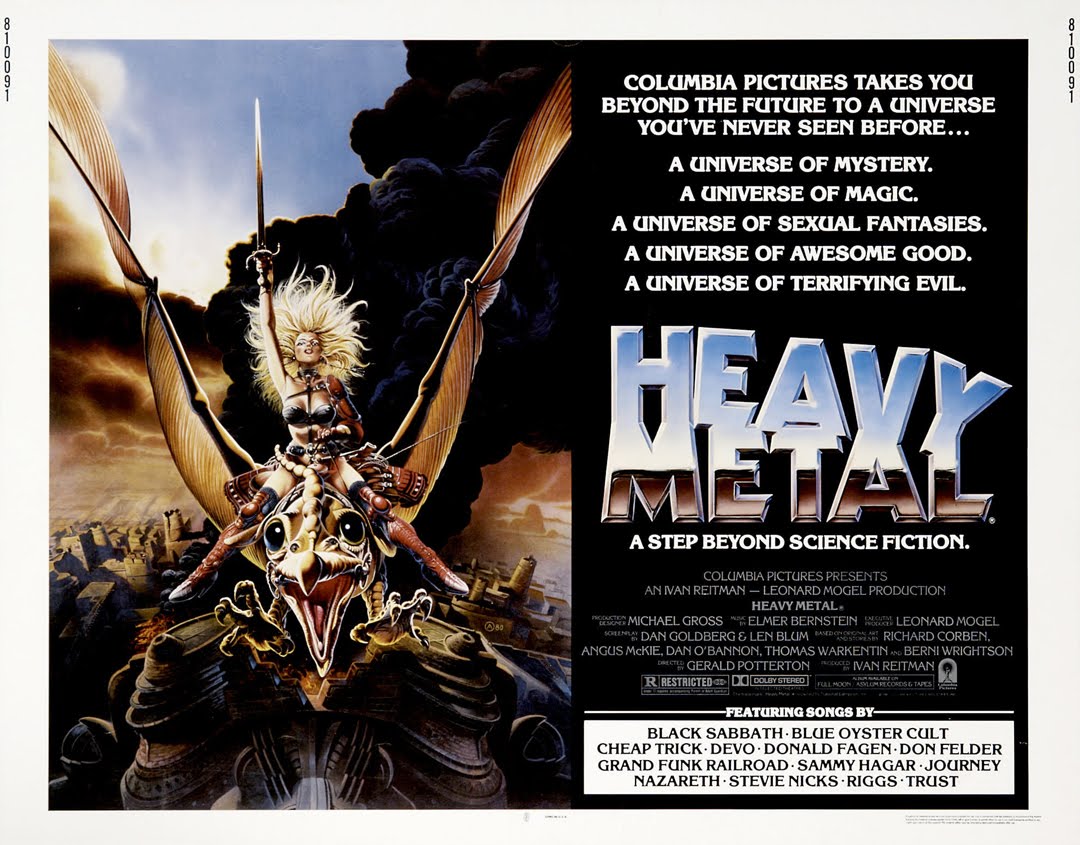 810091
810091
COLUMBIA PICTURES TAKES YOU
BEYOND THE FUTURE TO A UNIVERSE
YOU'VE NEVER SEEN BEFORE...
A UNIVERSE OF MYSTERY.
A UNIVERSE OF MAGIC.
A UNIVERSE OF SEXUAL FANTASIES.
A UNIVERSE OF AWESOME GOOD.
A UNIVERSE OF TERRIFYING EVIL.
HEAVY
METAL
A STEP BEYOND SCIENCE FICTION.
COLUMBIA PICTURES PRESENTS
AN IVAN REITMAN — LEONARD MOGEL PRODUCTION
HEAVY METAL
PRODUCTION DESIGNER MICHAEL GROSS MUSIC BY ELMER BERNSTEIN EXECUTIVE PRODUCER LEONARD MOGEL
SCREENPLAY BY DAN GOLDBERG & LEN BLUM BASED ON ORIGINAL ART AND STORIES BY RICHARD CORBEN,
ANGUS McKIE, DAN O'BANNON, THOMAS WARKENTIN AND BERNI WRIGHTSON
DIRECTED BY GERALD POTTERTON PRODUCED BY IVAN REITMAN
R RESTRICTED DOLBY STEREO ALBUM AVAILABLE ON
FULL MOON · ASYLUM RECORDS & TAPES
Columbia Pictures
A 80
FEATURING SONGS BY
BLACK SABBATH · BLUE OYSTER CULT
CHEAP TRICK · DEVO · DONALD FAGEN · DON FELDER
GRAND FUNK RAILROAD · SAMMY HAGAR · JOURNEY
NAZARETH · STEVIE NICKS · RIGGS · TRUST